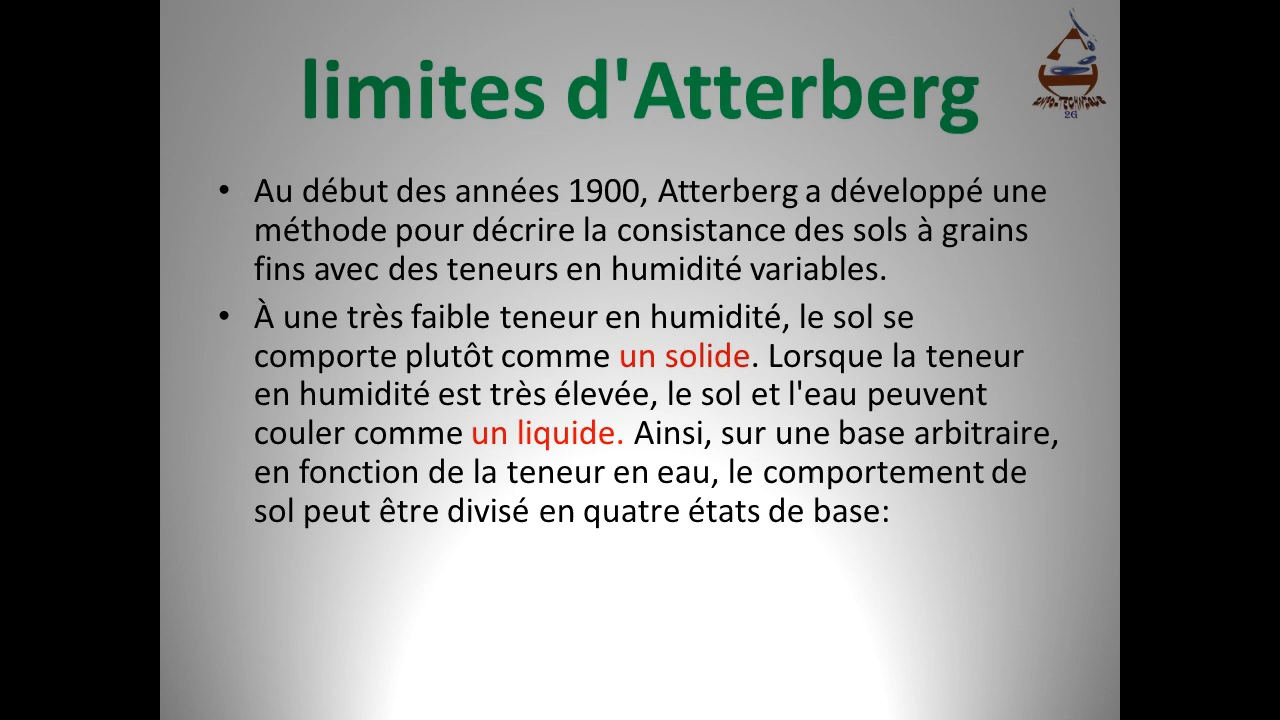 limites d'Atterberg
• Au début des années 1900, Atterberg a développé une
méthode pour décrire la consistance des sols à grains
fins avec des teneurs en humidité variables.
• À une très faible teneur en humidité, le sol se
comporte plutôt comme un solide. Lorsque la teneur
en humidité est très élevée, le sol et l'eau peuvent
couler comme un liquide. Ainsi, sur une base arbitraire,
en fonction de la teneur en eau, le comportement de
sol peut être divisé en quatre états de base:
2G